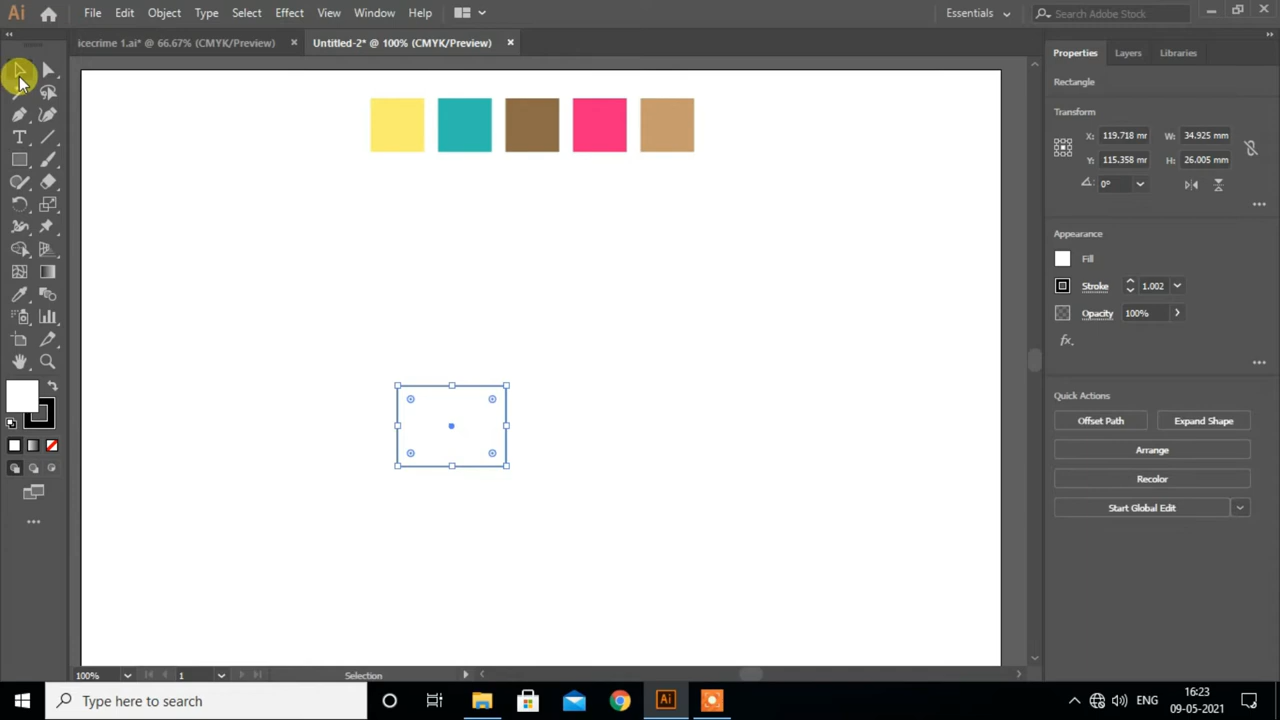 Ai File Edit Object Type Select Effect View Window Help Essentials Search Adobe Stock
icecrime 1.ai* @ 66.67% (CMYK/Preview) × Untitled-2* @ 100% (CMYK/Preview) ×
Properties Layers Libraries
Rectangle
Transform
X: 119.718 mr W: 34.925 mm
Y: 115.358 mr H: 26.005 mm
0°
Appearance
Fill
Stroke 1.002
Opacity 100%
fx.
Quick Actions
Offset Path Expand Shape
Arrange
Recolor
Start Global Edit
100% 1 Selection
Type here to search Ai ENG 16:23
09-05-2021